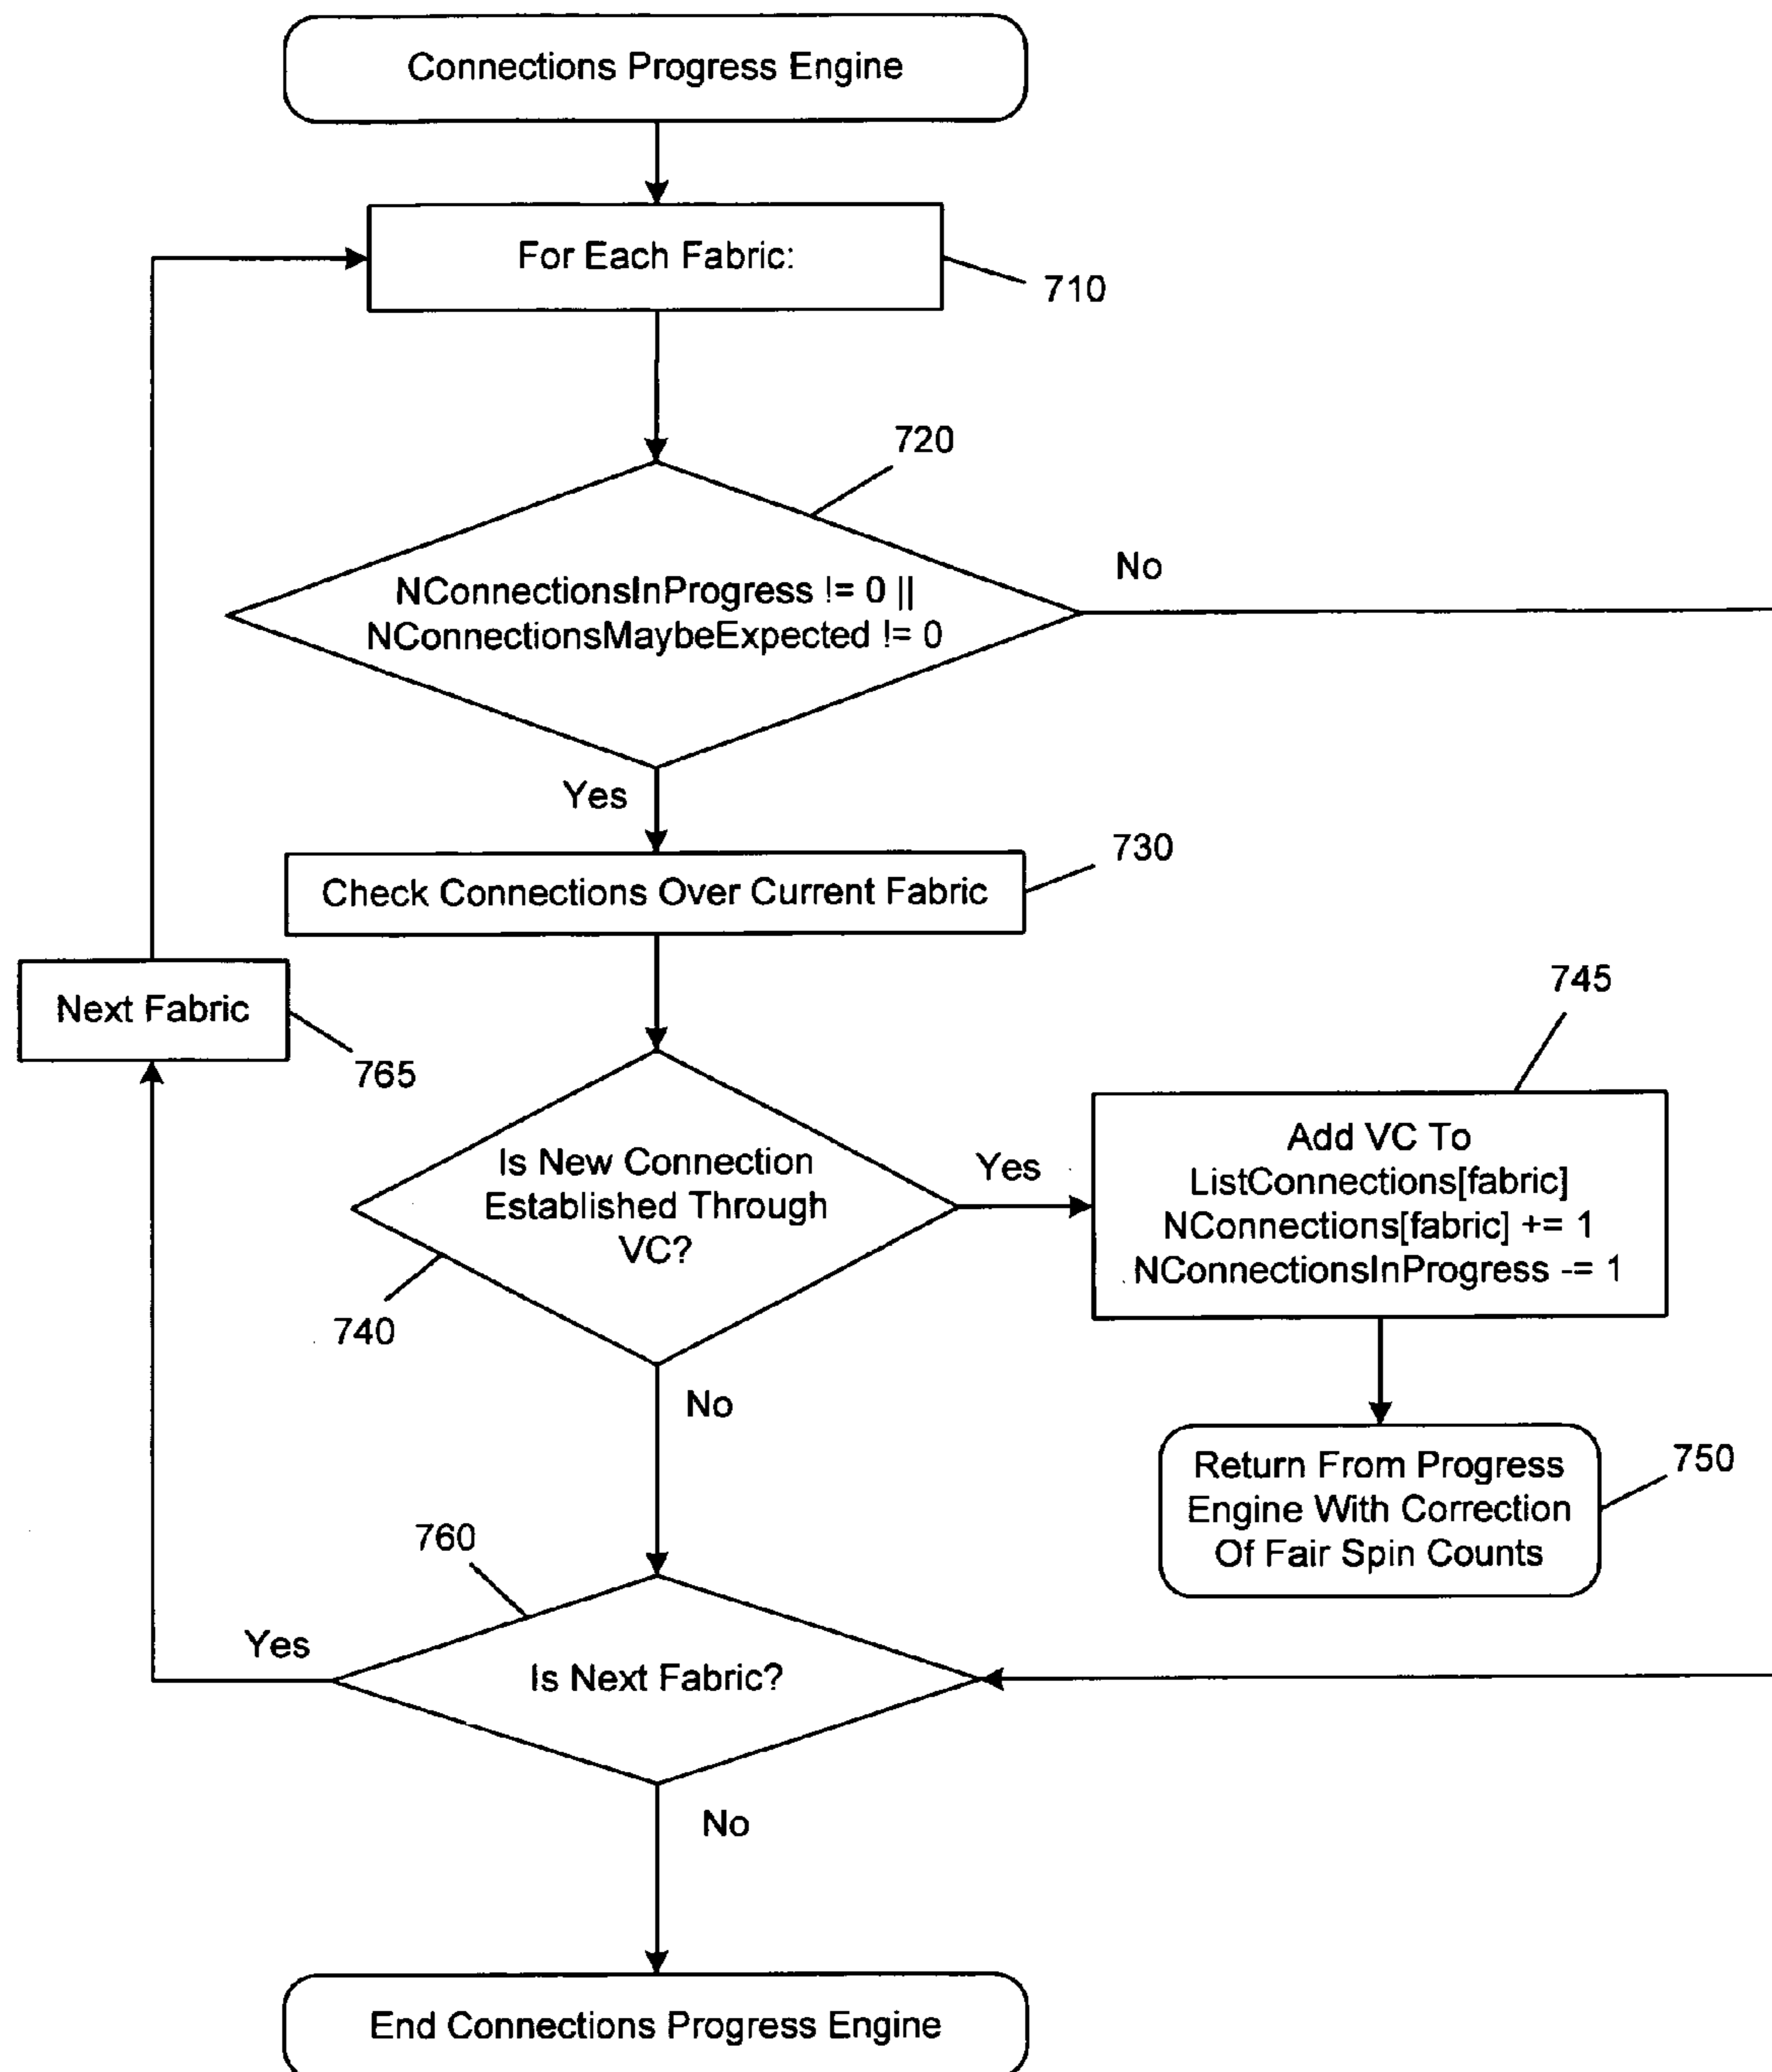 Connections Progress Engine
For Each Fabric:
710
720
NConnectionsInProgress != 0 ||
NConnectionsMaybeExpected != 0
No
Yes
730
Check Connections Over Current Fabric
Next Fabric
765
745
Is New Connection
Established Through
VC?
Yes
740
Add VC To
ListConnections[fabric]
NConnections[fabric] += 1
NConnectionsInProgress -= 1
No
Return From Progress
Engine With Correction
Of Fair Spin Counts
750
760
Yes
Is Next Fabric?
No
End Connections Progress Engine